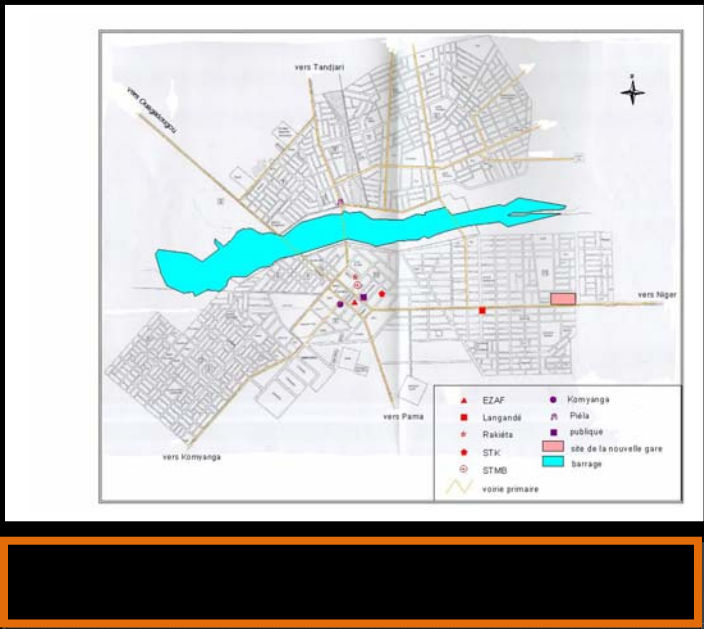 vers Tandjari
vers Ouagadougou
N
vers Niger
vers Pama
vers Komyanga
EZAF
Langandé
Rakiéta
STK
STMB
voirie primaire
Komyanga
Piéla
publique
site de la nouvelle gare
barrage